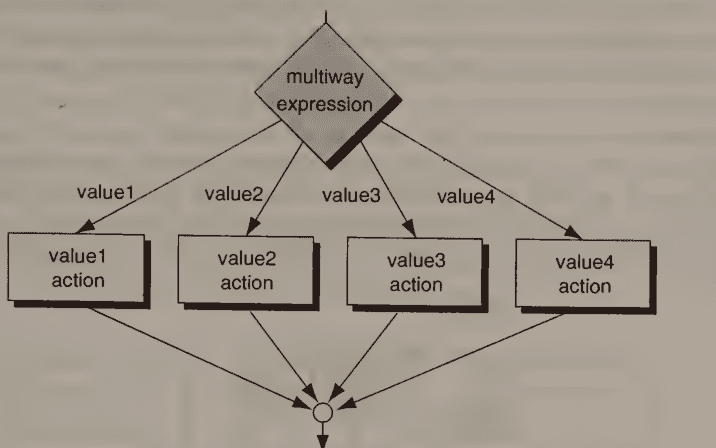 multiway
expression
value1
value2
value3
value4
value1
action
value2
action
value3
action
value4
action